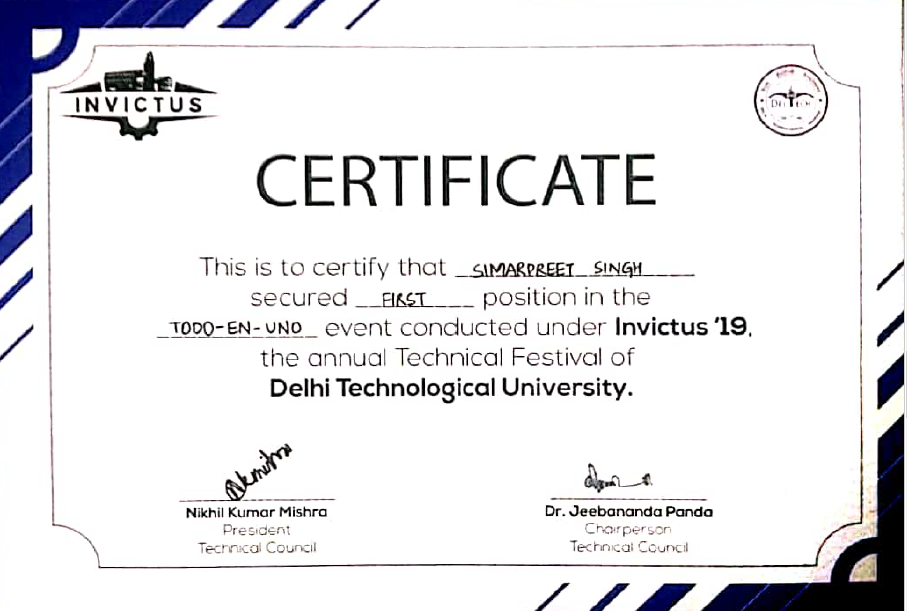 INVICTUS
DELTECH
CERTIFICATE
This is to certify that SIMARPREET SINGH
secured FIRST position in the
TODO-EN-UNO event conducted under Invictus '19,
the annual Technical Festival of
Delhi Technological University.
Nikhil Kumar Mishra
President
Technical Council
Dr. Jeebananda Panda
Chairperson
Technical Council